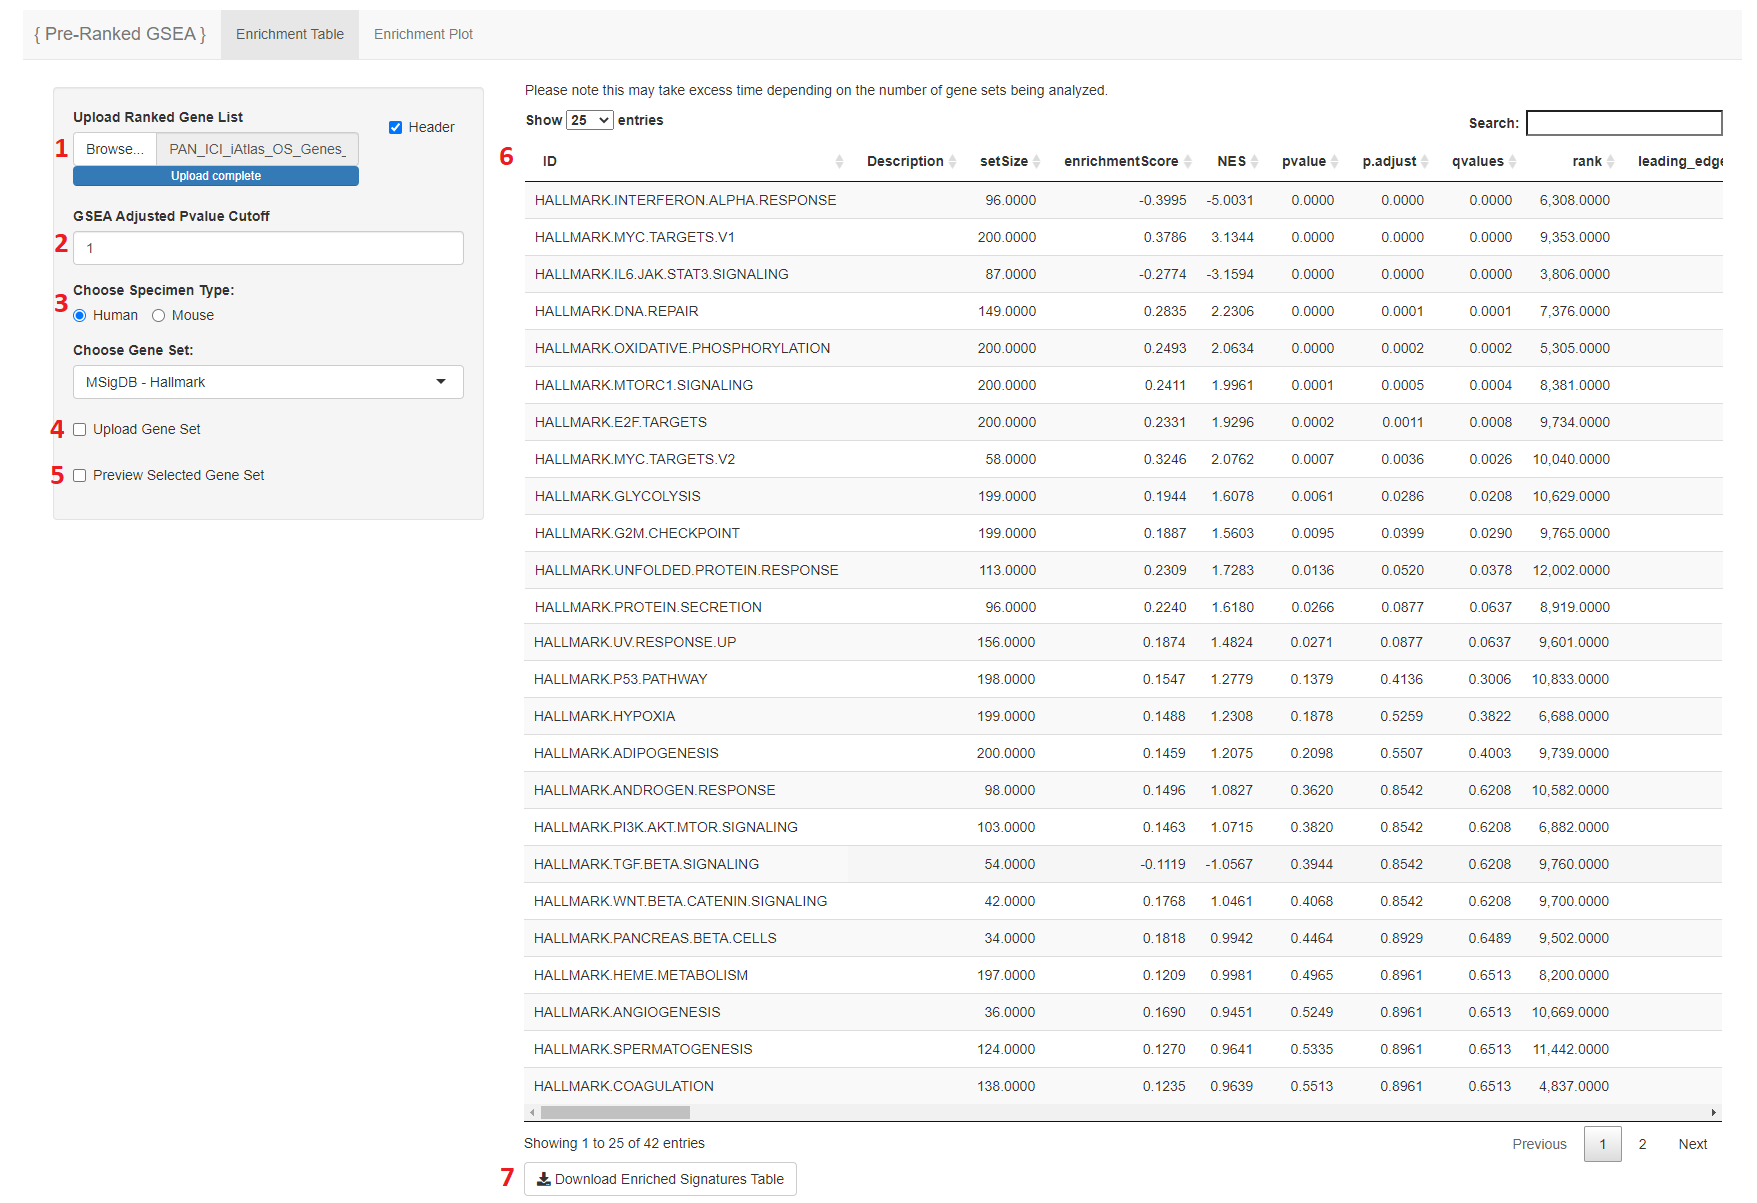 { Pre-Ranked GSEA } Enrichment Table Enrichment Plot
Upload Ranked Gene List
Header
1 Browse... PAN_ICI_iAtlas_OS_Genes_
Upload complete
GSEA Adjusted Pvalue Cutoff
2 1
Choose Specimen Type:
3 Human Mouse
Choose Gene Set:
MSigDB - Hallmark
4 Upload Gene Set
5 Preview Selected Gene Set
Please note this may take excess time depending on the number of gene sets being analyzed.
Show 25 entries
Search:
6 ID Description setSize enrichmentScore NES pvalue p.adjust qvalues rank leading_edge
HALLMARK.INTERFERON.ALPHA.RESPONSE 96.0000 -0.3995 -5.0031 0.0000 0.0000 0.0000 6,308.0000
HALLMARK.MYC.TARGETS.V1 200.0000 0.3786 3.1344 0.0000 0.0000 0.0000 9,353.0000
HALLMARK.IL6.JAK.STAT3.SIGNALING 87.0000 -0.2774 -3.1594 0.0000 0.0000 0.0000 3,806.0000
HALLMARK.DNA.REPAIR 149.0000 0.2835 2.2306 0.0000 0.0001 0.0001 7,376.0000
HALLMARK.OXIDATIVE.PHOSPHORYLATION 200.0000 0.2493 2.0634 0.0000 0.0002 0.0002 5,305.0000
HALLMARK.MTORC1.SIGNALING 200.0000 0.2411 1.9961 0.0001 0.0005 0.0004 8,381.0000
HALLMARK.E2F.TARGETS 200.0000 0.2331 1.9296 0.0002 0.0011 0.0008 9,734.0000
HALLMARK.MYC.TARGETS.V2 58.0000 0.3246 2.0762 0.0007 0.0036 0.0026 10,040.0000
HALLMARK.GLYCOLYSIS 199.0000 0.1944 1.6078 0.0061 0.0286 0.0208 10,629.0000
HALLMARK.G2M.CHECKPOINT 199.0000 0.1887 1.5603 0.0095 0.0399 0.0290 9,765.0000
HALLMARK.UNFOLDED.PROTEIN.RESPONSE 113.0000 0.2309 1.7283 0.0136 0.0520 0.0378 12,002.0000
HALLMARK.PROTEIN.SECRETION 96.0000 0.2240 1.6180 0.0266 0.0877 0.0637 8,919.0000
HALLMARK.UV.RESPONSE.UP 156.0000 0.1874 1.4824 0.0271 0.0877 0.0637 9,601.0000
HALLMARK.P53.PATHWAY 198.0000 0.1547 1.2779 0.1379 0.4136 0.3006 10,833.0000
HALLMARK.HYPOXIA 199.0000 0.1488 1.2308 0.1878 0.5259 0.3822 6,688.0000
HALLMARK.ADIPOGENESIS 200.0000 0.1459 1.2075 0.2098 0.5507 0.4003 9,739.0000
HALLMARK.ANDROGEN.RESPONSE 98.0000 0.1496 1.0827 0.3620 0.8542 0.6208 10,582.0000
HALLMARK.PI3K.AKT.MTOR.SIGNALING 103.0000 0.1463 1.0715 0.3820 0.8542 0.6208 6,882.0000
HALLMARK.TGF.BETA.SIGNALING 54.0000 -0.1119 -1.0567 0.3944 0.8542 0.6208 9,760.0000
HALLMARK.WNT.BETA.CATENIN.SIGNALING 42.0000 0.1768 1.0461 0.4068 0.8542 0.6208 9,700.0000
HALLMARK.PANCREAS.BETA.CELLS 34.0000 0.1818 0.9942 0.4464 0.8929 0.6489 9,502.0000
HALLMARK.HEME.METABOLISM 197.0000 0.1209 0.9981 0.4965 0.8961 0.6513 8,200.0000
HALLMARK.ANGIOGENESIS 36.0000 0.1690 0.9451 0.5249 0.8961 0.6513 10,669.0000
HALLMARK.SPERMATOGENESIS 124.0000 0.1270 0.9641 0.5335 0.8961 0.6513 11,442.0000
HALLMARK.COAGULATION 138.0000 0.1235 0.9639 0.5513 0.8961 0.6513 4,837.0000
Showing 1 to 25 of 42 entries
Previous 1 2 Next
7 Download Enriched Signatures Table